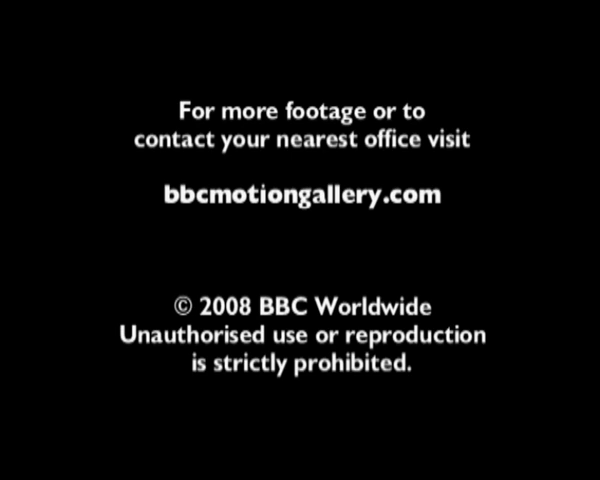 For more footage or to
contact your nearest office visit
bbcmotiongallery.com
© 2008 BBC Worldwide
Unauthorised use or reproduction
is strictly prohibited.